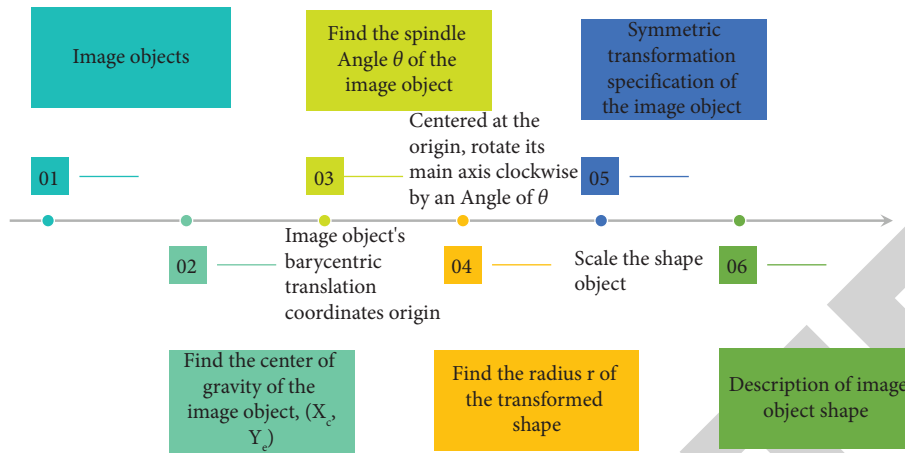 Image objects
Find the spindle
Angle θ of the
image object
Symmetric
transformation
specification of
the image object
Centered at the
origin, rotate its
main axis clockwise
by an Angle of θ
01
03
05
02
Image object's
barycentric
translation
coordinates origin
04
Scale the shape
object
06
Find the center of
gravity of the
image object, (X_c,
Y_e)
Find the radius r of
the transformed
shape
Description of image
object shape